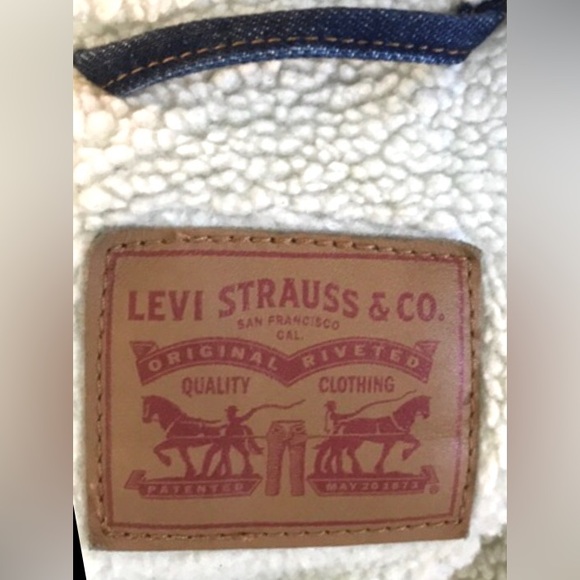 LEVI STRAUSS & CO.
SAN FRANCISCO
CAL.
ORIGINAL RIVETED
QUALITY CLOTHING
PATENTED MAY 20 1873 ®